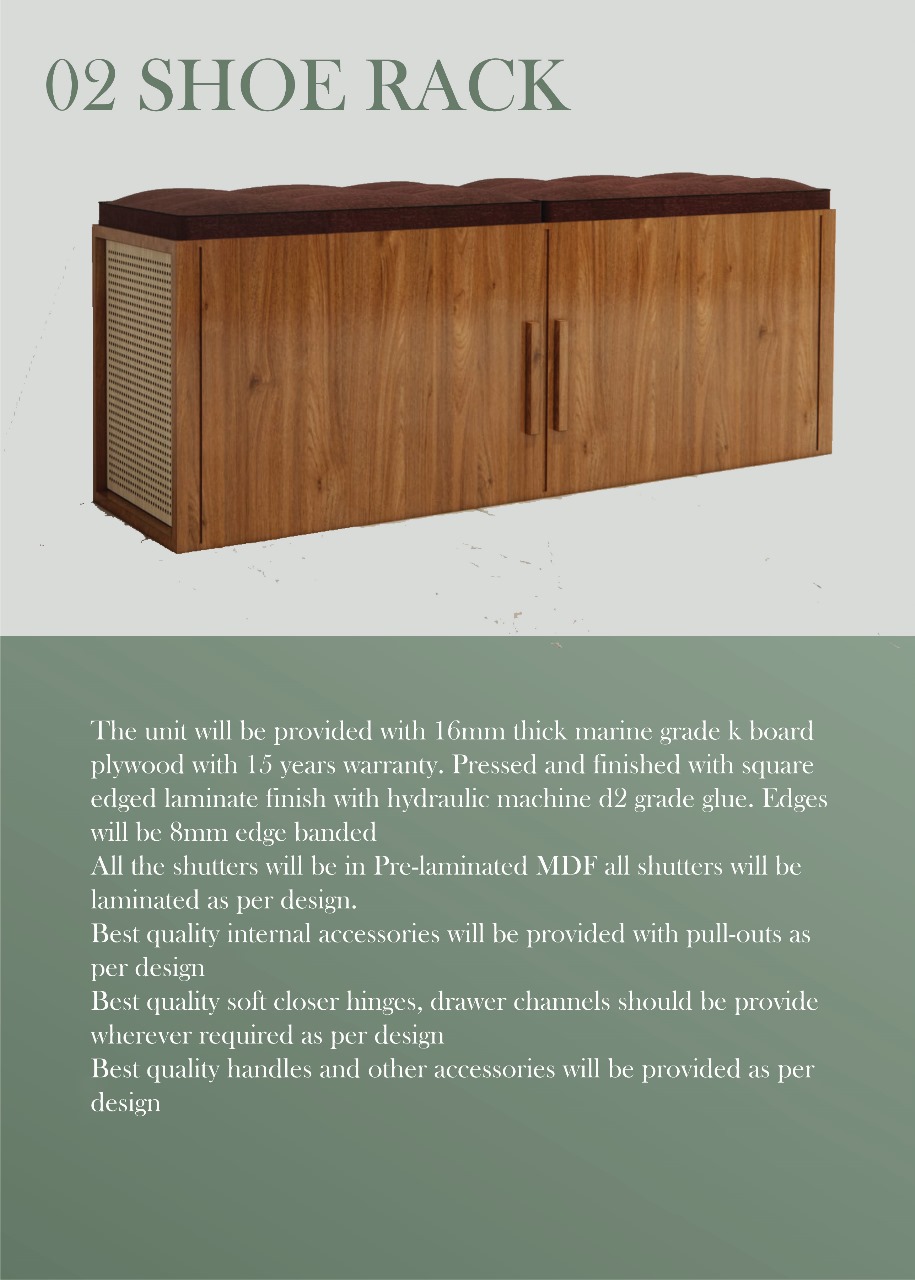 02 SHOE RACK
The unit will be provided with 16mm thick marine grade k board
plywood with 15 years warranty. Pressed and finished with square
edged laminate finish with hydraulic machine d2 grade glue. Edges
will be 8mm edge banded
All the shutters will be in Pre-laminated MDF all shutters will be
laminated as per design.
Best quality internal accessories will be provided with pull-outs as
per design
Best quality soft closer hinges, drawer channels should be provide
wherever required as per design
Best quality handles and other accessories will be provided as per
design